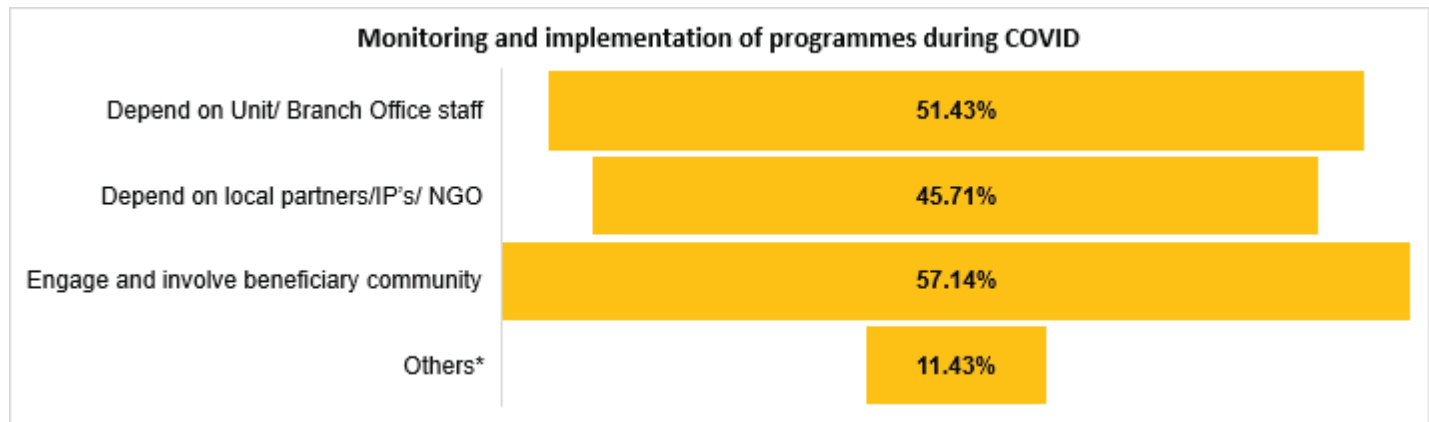 Monitoring and implementation of programmes during COVID
Depend on Unit/ Branch Office staff
51.43%
Depend on local partners/IP's/ NGO
45.71%
Engage and involve beneficiary community
57.14%
Others*
11.43%